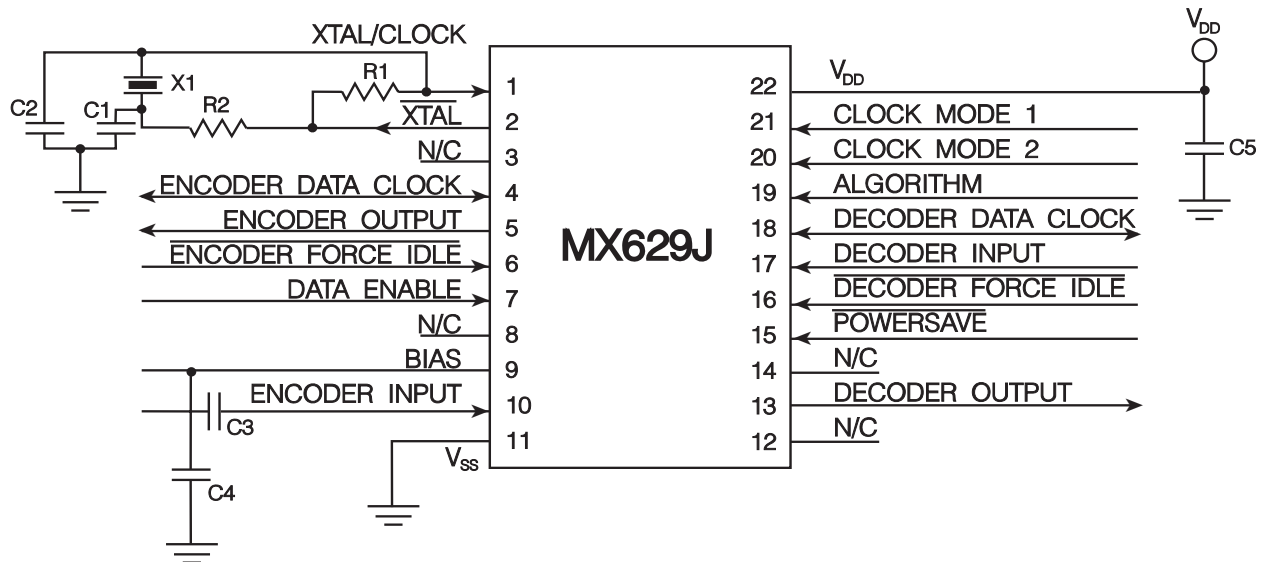 XTAL/CLOCK
VDD
C2
X1
C1
R2
R1
XTAL
N/C
ENCODER DATA CLOCK
ENCODER OUTPUT
ENCODER FORCE IDLE
DATA ENABLE
N/C
BIAS
ENCODER INPUT
C3
VSS
C4
1
2
3
4
5
6
7
8
9
10
11
MX629J
22
21
20
19
18
17
16
15
14
13
12
VDD
CLOCK MODE 1
CLOCK MODE 2
ALGORITHM
DECODER DATA CLOCK
DECODER INPUT
DECODER FORCE IDLE
POWERSAVE
N/C
DECODER OUTPUT
N/C
C5